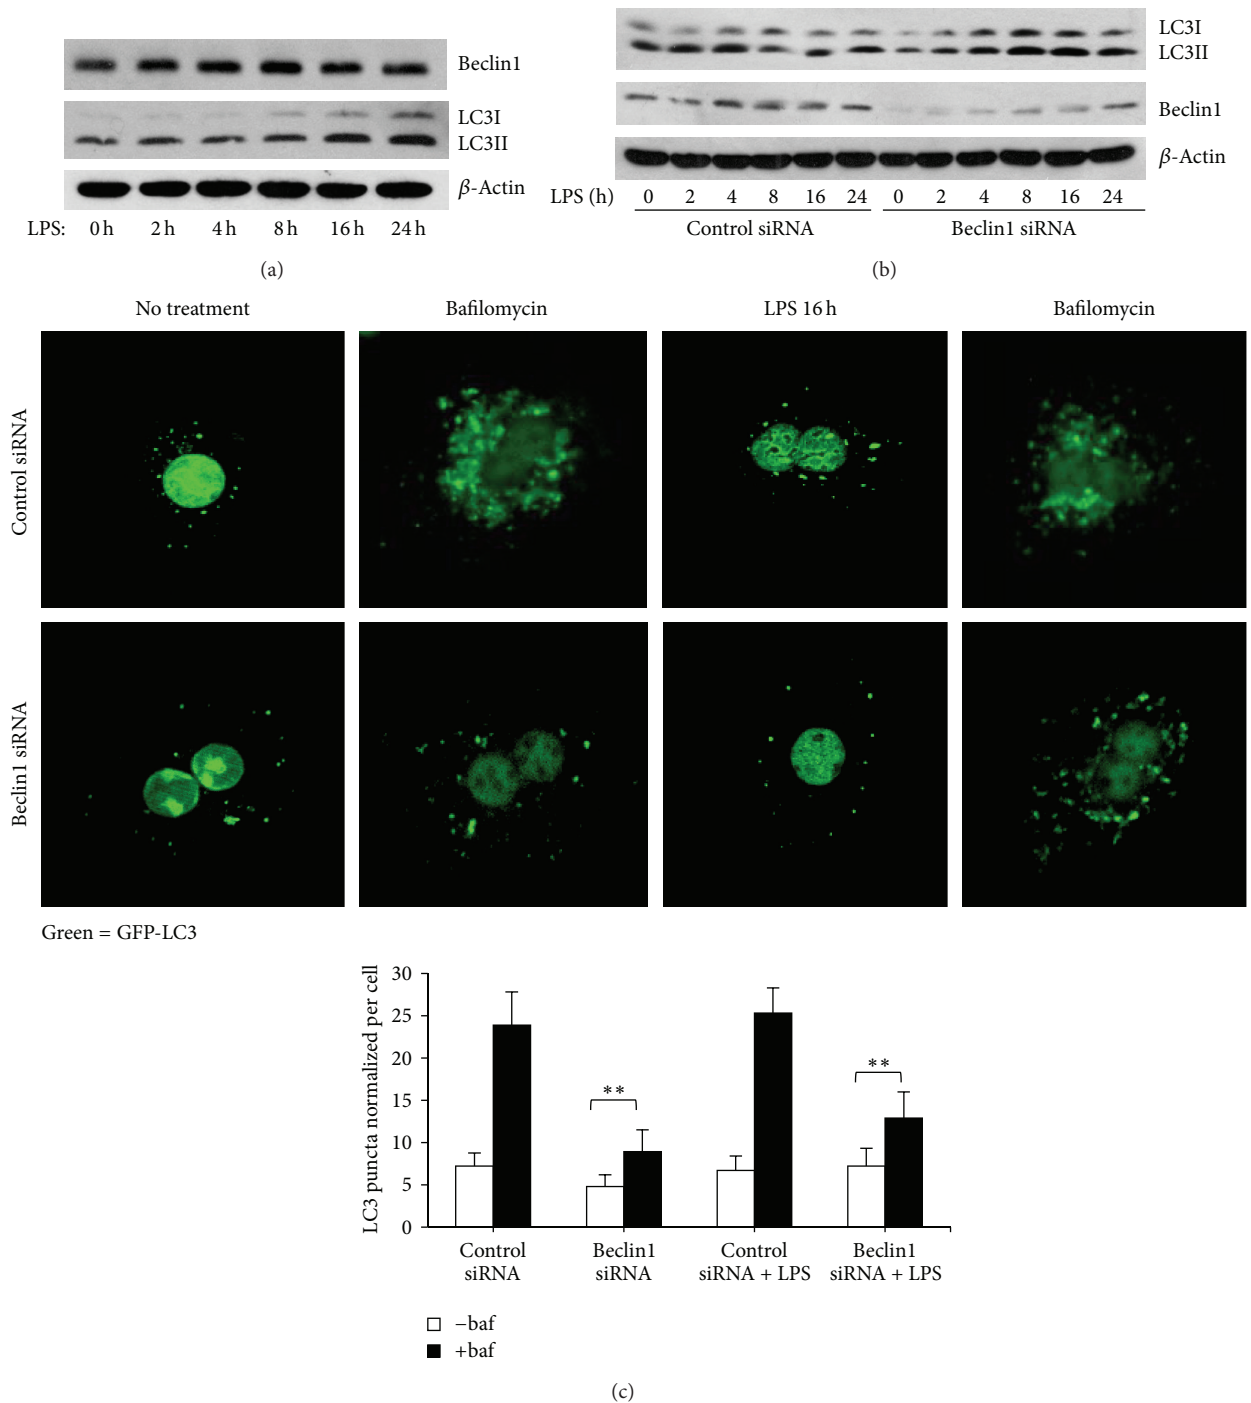 Beclin1
LC3I
LC3II
β-Actin
LPS: 0 h 2 h 4 h 8 h 16 h 24 h
(a)
LC3I
LC3II
Beclin1
β-Actin
LPS (h) 0 2 4 8 16 24 0 2 4 8 16 24
Control siRNA Beclin1 siRNA
(b)
No treatment Bafilomycin LPS 16 h Bafilomycin
Control siRNA
Beclin1 siRNA
Green = GFP-LC3
LC3 puncta normalized per cell
30
25
20
15
10
5
0
** **
Control siRNA
Beclin1 siRNA
Control siRNA + LPS
Beclin1 siRNA + LPS
−baf
+baf
(c)